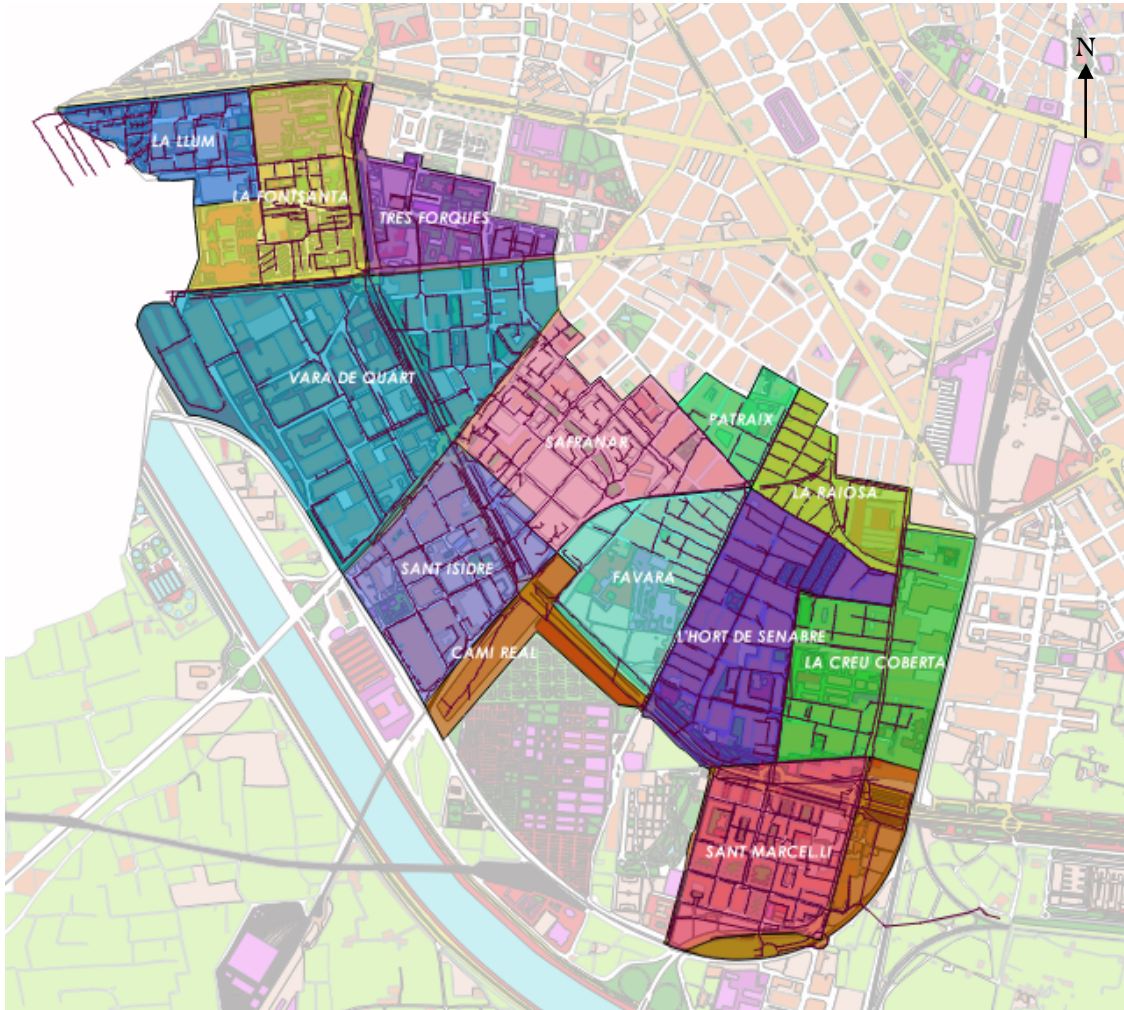 N
LA LLUM
LA FONTSANTA
TRES FORQUES
VARA DE QUART
PATRAIX
SAFRANAR
LA RAIOSA
SANT ISIDRE
FAVARA
L'HORT DE SENABRE
CAMI REAL
LA CREU COBERTA
SANT MARCEL.LI